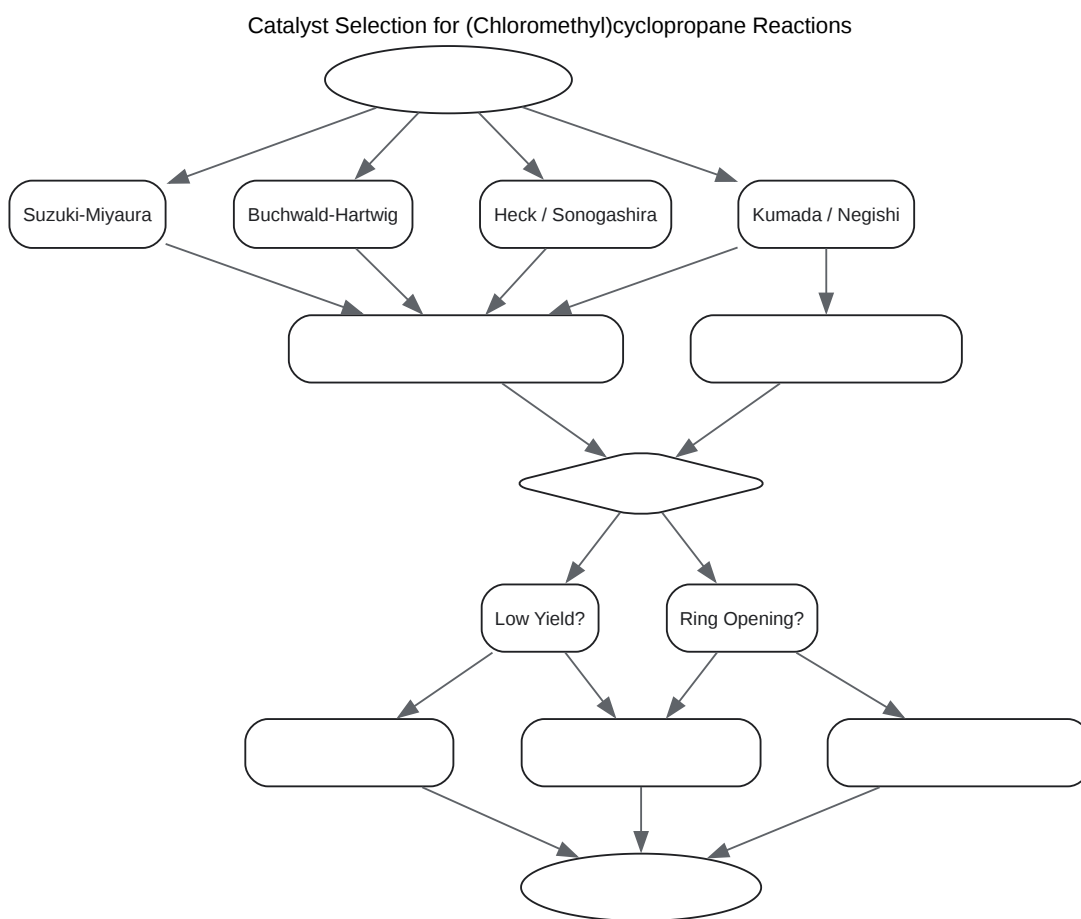 Catalyst Selection for (Chloromethyl)cyclopropane Reactions
Suzuki-Miyaura
Buchwald-Hartwig
Heck / Sonogashira
Kumada / Negishi
Low Yield?
Ring Opening?